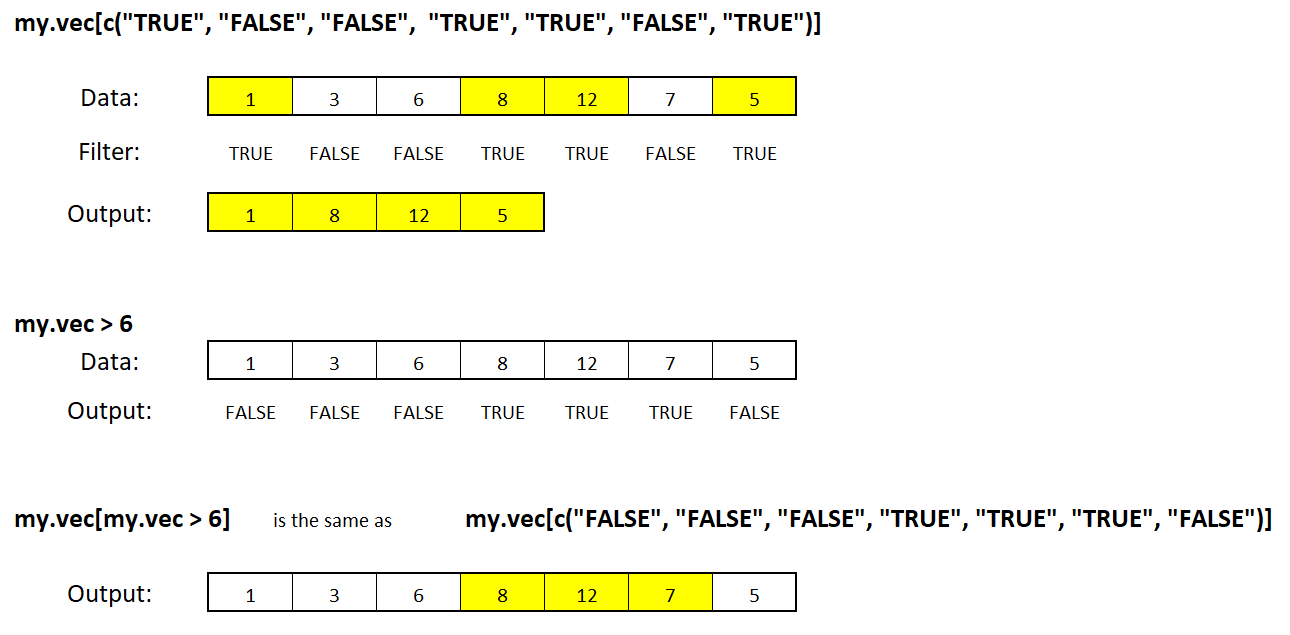 my.vec[c("TRUE", "FALSE", "FALSE", "TRUE", "TRUE", "FALSE", "TRUE")]
Data: 1 3 6 8 12 7 5
Filter: TRUE FALSE FALSE TRUE TRUE FALSE TRUE
Output: 1 8 12 5
my.vec > 6
Data: 1 3 6 8 12 7 5
Output: FALSE FALSE FALSE TRUE TRUE TRUE FALSE
my.vec[my.vec > 6] is the same as my.vec[c("FALSE", "FALSE", "FALSE", "TRUE", "TRUE", "TRUE", "FALSE")]
Output: 1 3 6 8 12 7 5